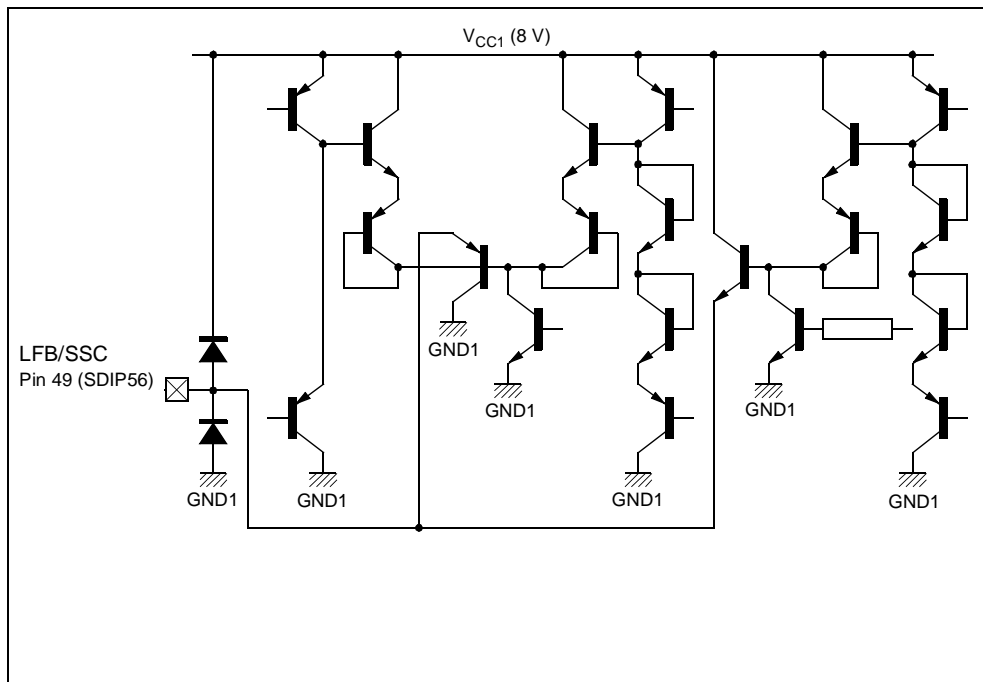 VCC1 (8 V)
LFB/SSC
Pin 49 (SDIP56)
GND1
GND1
GND1
GND1
GND1
GND1
GND1